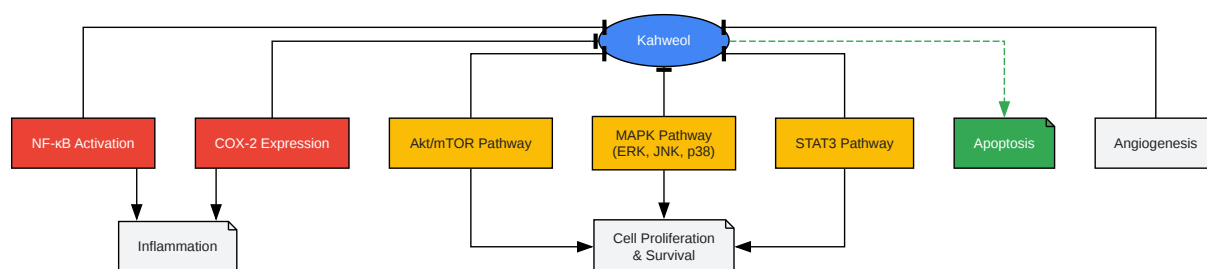 Kahweol
NF-κB Activation
COX-2 Expression
Akt/mTOR Pathway
MAPK Pathway
(ERK, JNK, p38)
STAT3 Pathway
Apoptosis
Angiogenesis
Inflammation
Cell Proliferation
& Survival